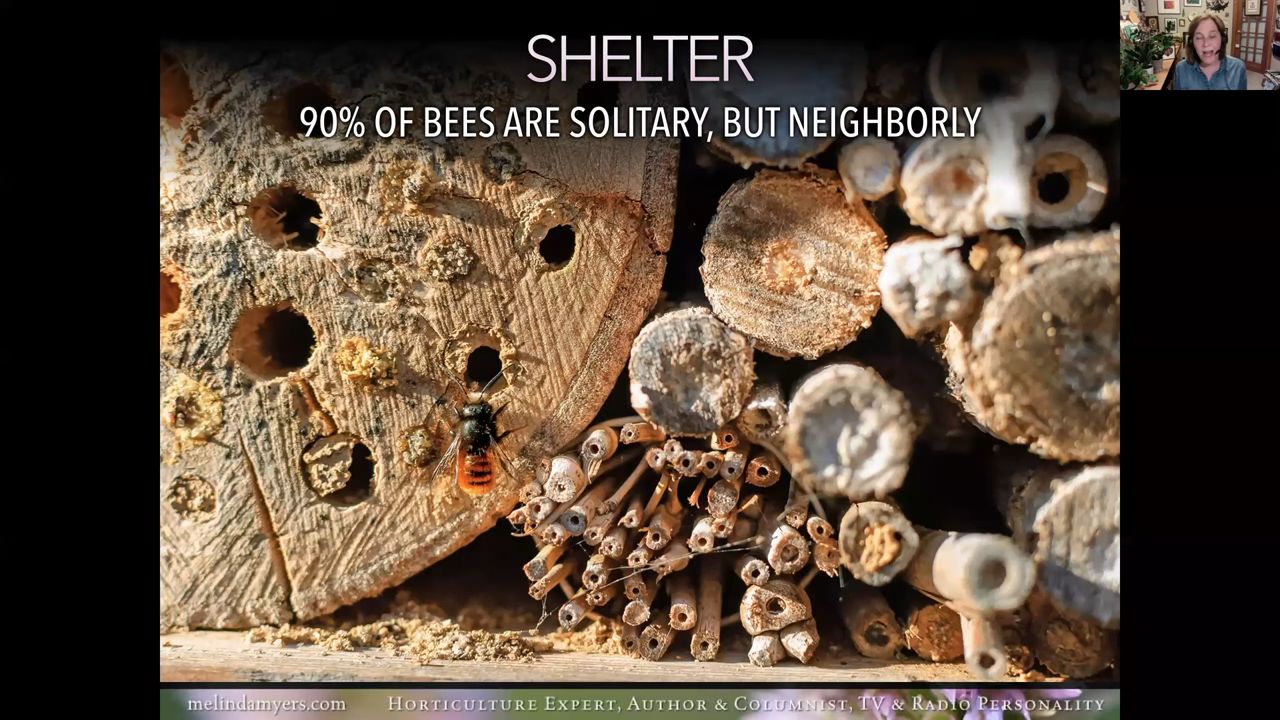 SHELTER
90% OF BEES ARE SOLITARY, BUT NEIGHBORLY
melindamyers.com HORTICULTURE EXPERT, AUTHOR & COLUMNIST, TV & RADIO PERSONALITY